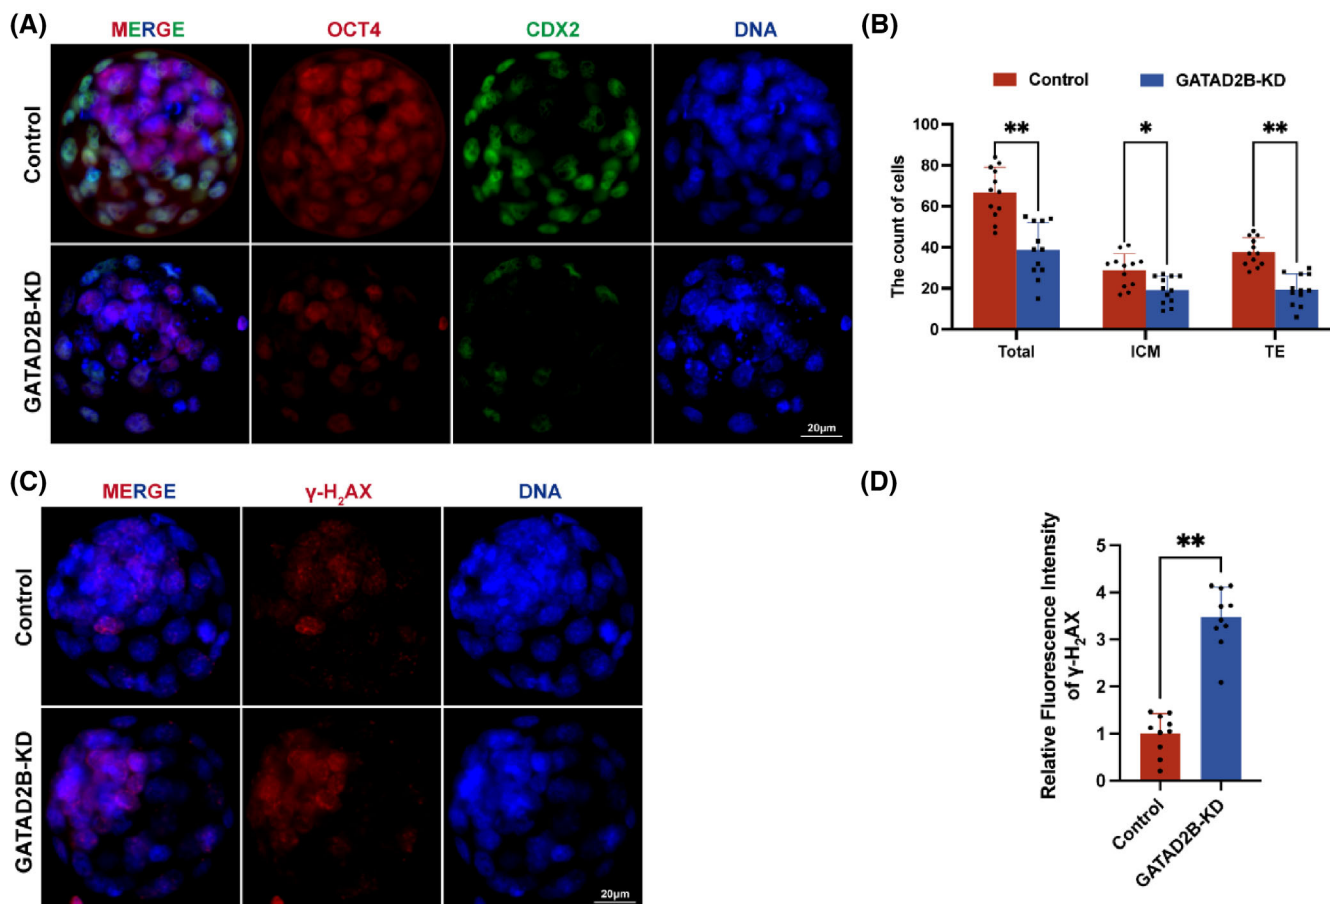 (A)
MERGE OCT4 CDX2 DNA
Control
GATAD2B-KD
20μm
(B)
Control GATAD2B-KD
The count of cells
100
80
60
40
20
0
** * **
Total ICM TE
(C)
MERGE γ-H₂AX DNA
Control
GATAD2B-KD
20μm
(D)
Relative Fluorescence Intensity
of γ-H₂AX
5
4
3
2
1
0
**
Control
GATAD2B-KD